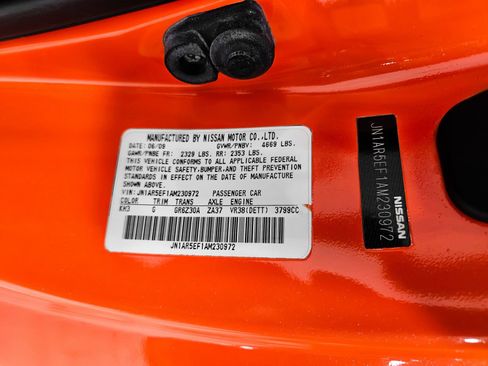 MANUFACTURED BY NISSAN MOTOR CO.,LTD.
DATE: 06/09 GVWR/PNBV: 4669 LBS.
GAWR/PNBE FR: 2329 LBS. RR: 2353 LBS.
THIS VEHICLE CONFORMS TO ALL APPLICABLE FEDERAL
MOTOR VEHICLE SAFETY,BUMPER,AND THEFT PREVENTION
STANDARDS IN EFFECT ON THE DATE OF MANUFACTURE
SHOWN ABOVE.
VIN: JN1AR5EF1AM230972 PASSENGER CAR
COLOR TRIM TRANS AXLE ENGINE
KH3 G GR6Z30A ZA37 VR38(DETT) 3799CC
JN1AR5EF1AM230972
JN1AR5EF1AM230972
NISSAN